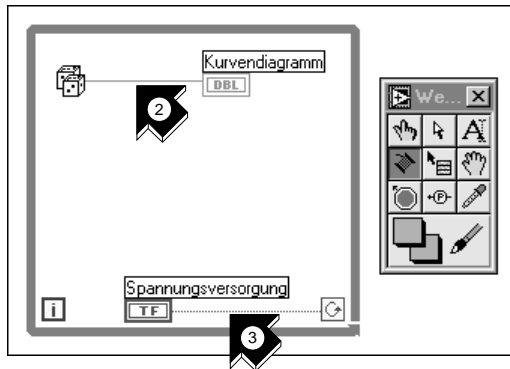 Kurvendiagramm
DBL
2
We...
A
P
Spannungsversorgung
i
TF
3